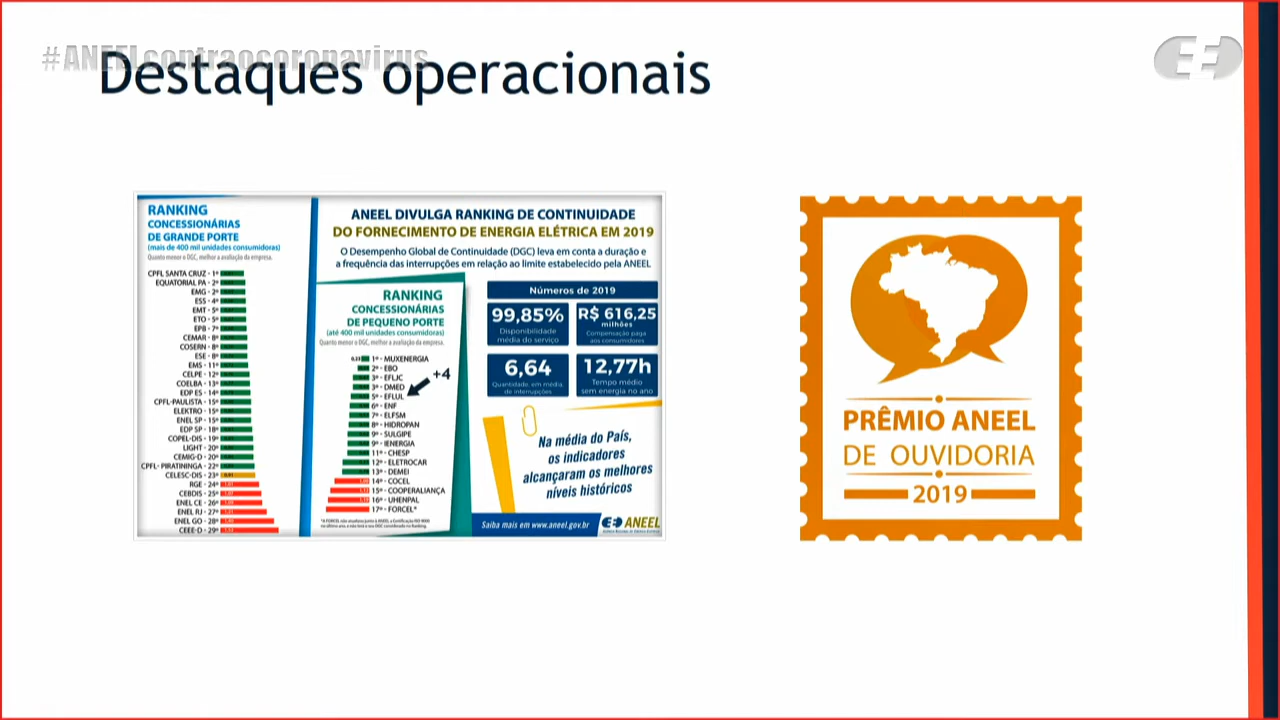 #ANEELcontraocoronavirus
Destaques operacionais
RANKING
CONCESSIONÁRIAS
DE GRANDE PORTE
(mais de 400 mil unidades consumidoras)
Quanto menor o DGC, melhor a avaliação da empresa.
CPFL SANTA CRUZ - 1º
EQUATORIAL PA - 2º
EMG - 2º
ESS - 4º
EMT - 5º
ETO - 5º
EPB - 7º
CEMAR - 8º
COSERN - 8º
ESE - 8º
EMS - 11º
CELPE - 12º
COELBA - 13º
EDP ES - 14º
CPFL-PAULISTA - 15º
ELEKTRO - 15º
ENEL SP - 15º
EDP SP - 18º
COPEL-DIS - 19º
LIGHT - 20º
CEMIG-D - 20º
CPFL- PIRATININGA - 22º
CELESC-DIS - 23º
RGE - 24º
CEBDIS - 25º
ENEL CE - 26º
ENEL RJ - 27º
ENEL GO - 28º
CEEE-D - 29º
ANEEL DIVULGA RANKING DE CONTINUIDADE
DO FORNECIMENTO DE ENERGIA ELÉTRICA EM 2019
O Desempenho Global de Continuidade (DGC) leva em conta a duração e
a frequência das interrupções em relação ao limite estabelecido pela ANEEL
RANKING
CONCESSIONÁRIAS
DE PEQUENO PORTE
(até 400 mil unidades consumidoras)
Quanto menor o DGC, melhor a avaliação da empresa.
1º - MUXENERGIA
2º - EBO
3º - EFLJC
3º - DMED
5º - EFLUL
6º - ENF
7º - ELFSM
8º - HIDROPAN
9º - SULGIPE
9º - IENERGIA
11º - CHESP
12º - ELETROCAR
13º - DEMEI
14º - COCEL
15º - COOPERALIANÇA
16º - UHENPAL
17º - FORCEL*
+4
Números de 2019
99,85%
Disponibilidade
média do serviço
R$ 616,25
milhões
Compensação paga
aos consumidores
6,64
Quantidade, em média
de interrupções
12,77h
Tempo médio
sem energia no ano
Na média do País,
os indicadores
alcançaram os melhores
níveis históricos
Saiba mais em www.aneel.gov.br
ANEEL
PRÊMIO ANEEL
DE OUVIDORIA
2019